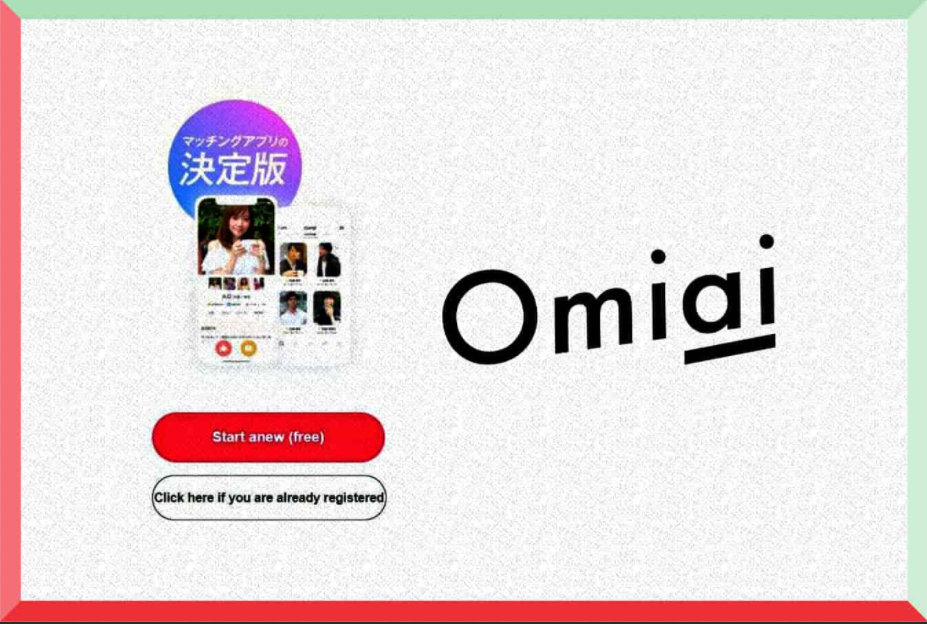 マッチングアプリの
決定版
Omiai
Start anew (free)
Click here if you are already registered